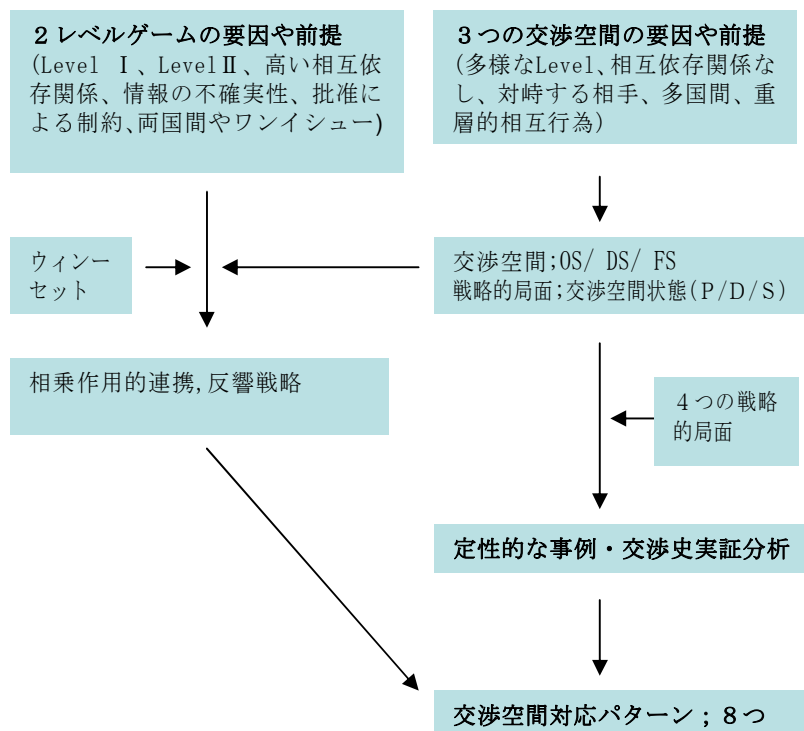 ２レベルゲームの要因や前提
(Level Ⅰ、LevelⅡ、高い相互依
存関係、情報の不確実性、批准に
よる制約、両国間やワンイシュー)
３つの交渉空間の要因や前提
(多様なLevel、相互依存関係な
し、対峙する相手、多国間、重
層的相互行為)
ウィンー
セット
交渉空間;OS/ DS/ FS
戦略的局面;交渉空間状態(Ｐ/Ｄ/Ｓ)
相乗作用的連携,反響戦略
４つの戦略
的局面
定性的な事例・交渉史実証分析
交渉空間対応パターン；８つ